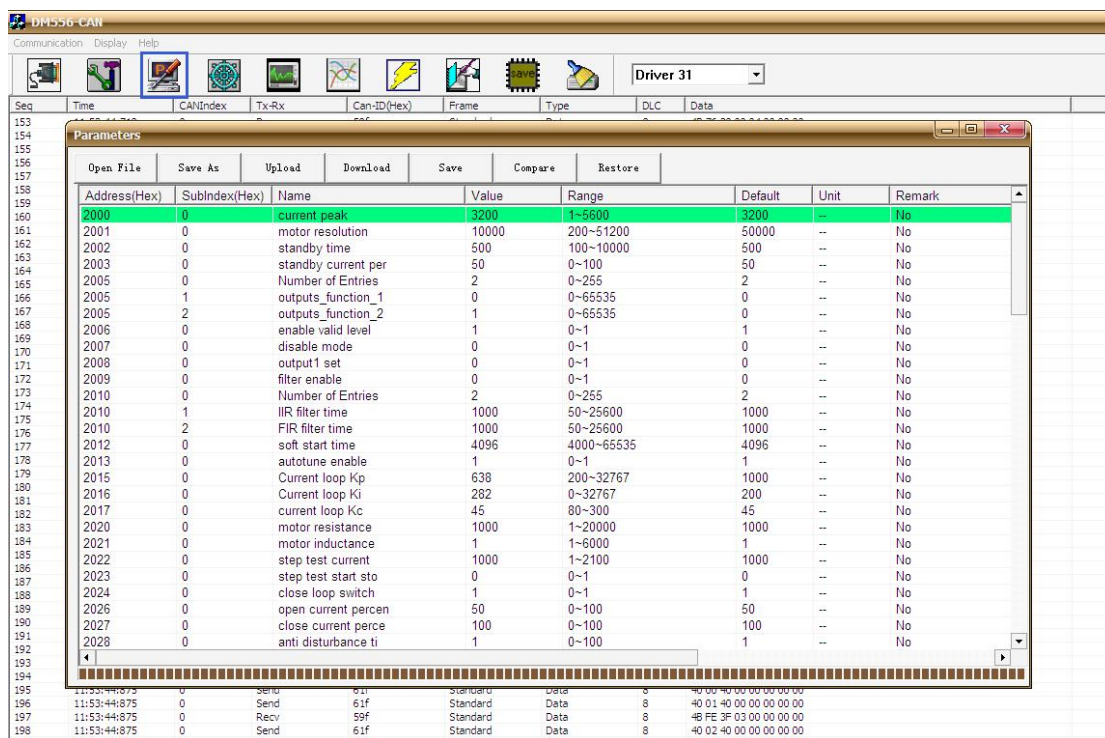 DM556-CAN
Communication Display Help
save
Driver 31
Seq Time CANIndex Tx-Rx Can-ID(Hex) Frame Type DLC Data
153
154
155
156
157
158
159
160
161
162
163
164
165
166
167
168
169
170
171
172
173
174
175
176
177
178
179
180
181
182
183
184
185
186
187
188
189
190
191
192
193
194
Parameters
Open File Save As Upload Download Save Compare Restore
Address(Hex) SubIndex(Hex) Name Value Range Default Unit Remark
2000 0 current peak 3200 1~5600 3200 -- No
2001 0 motor resolution 10000 200~51200 50000 -- No
2002 0 standby time 500 100~10000 500 -- No
2003 0 standby current per 50 0~100 50 -- No
2005 0 Number of Entries 2 0~255 2 -- No
2005 1 outputs_function_1 0 0~65535 0 -- No
2005 2 outputs_function_2 1 0~65535 0 -- No
2006 0 enable valid level 1 0~1 1 -- No
2007 0 disable mode 0 0~1 0 -- No
2008 0 output1 set 0 0~1 0 -- No
2009 0 filter enable 0 0~1 0 -- No
2010 0 Number of Entries 2 0~255 2 -- No
2010 1 IIR filter time 1000 50~25600 1000 -- No
2010 2 FIR filter time 1000 50~25600 1000 -- No
2012 0 soft start time 4096 4000~65535 4096 -- No
2013 0 autotune enable 1 0~1 1 -- No
2015 0 Current loop Kp 638 200~32767 1000 -- No
2016 0 Current loop Ki 282 0~32767 200 -- No
2017 0 current loop Kc 45 80~300 45 -- No
2020 0 motor resistance 1000 1~20000 1000 -- No
2021 0 motor inductance 1 1~6000 1 -- No
2022 0 step test current 1000 1~2100 1000 -- No
2023 0 step test start sto 0 0~1 0 -- No
2024 0 close loop switch 1 0~1 1 -- No
2026 0 open current percen 50 0~100 50 -- No
2027 0 close current perce 100 0~100 100 -- No
2028 0 anti disturbance ti 1 0~100 1 -- No
195 11:53:44:875 0 Send 61f Standard Data 8 40 00 40 00 00 00 00 00
196 11:53:44:875 0 Send 61f Standard Data 8 40 01 40 00 00 00 00 00
197 11:53:44:875 0 Recv 59f Standard Data 8 4B FE 3F 03 00 00 00 00
198 11:53:44:875 0 Send 61f Standard Data 8 40 02 40 00 00 00 00 00